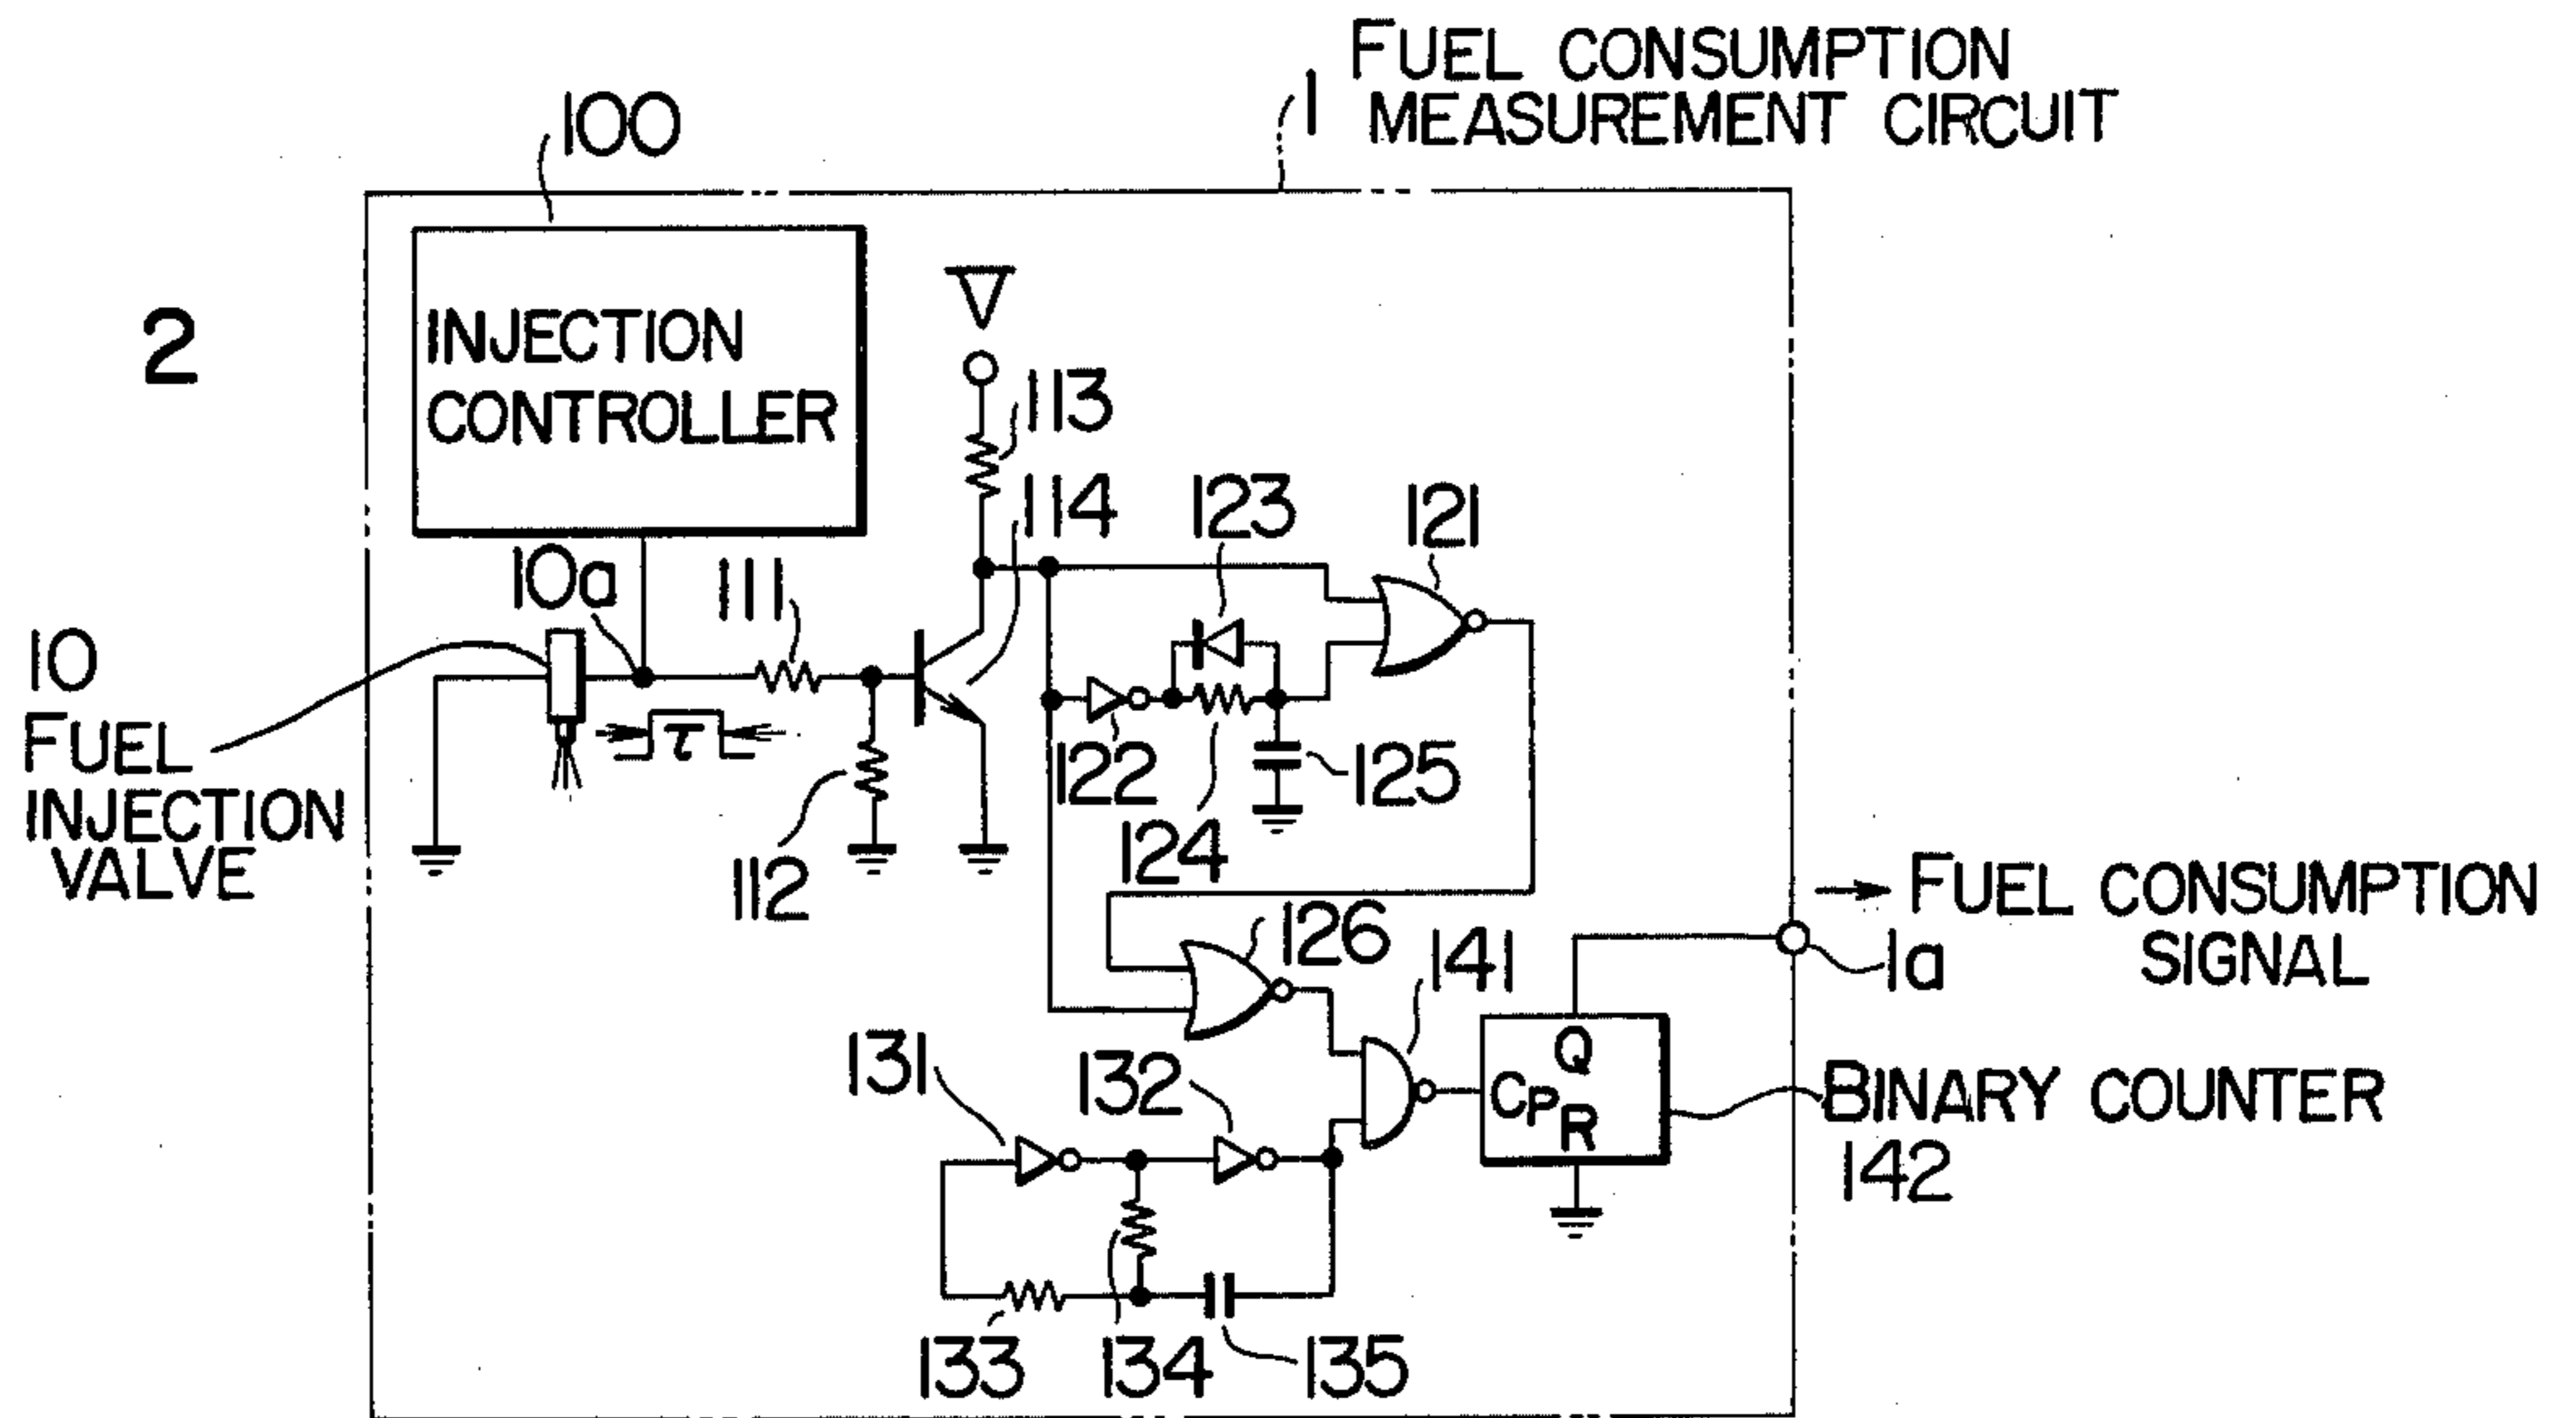 1 FUEL CONSUMPTION
MEASUREMENT CIRCUIT
100
2
INJECTION
CONTROLLER
113
114
123
121
10a
111
10
FUEL
INJECTION
VALVE
τ
122
125
124
112
FUEL CONSUMPTION
SIGNAL
1a
126
141
131
132
Q
CP
R
BINARY COUNTER
142
133
134
135